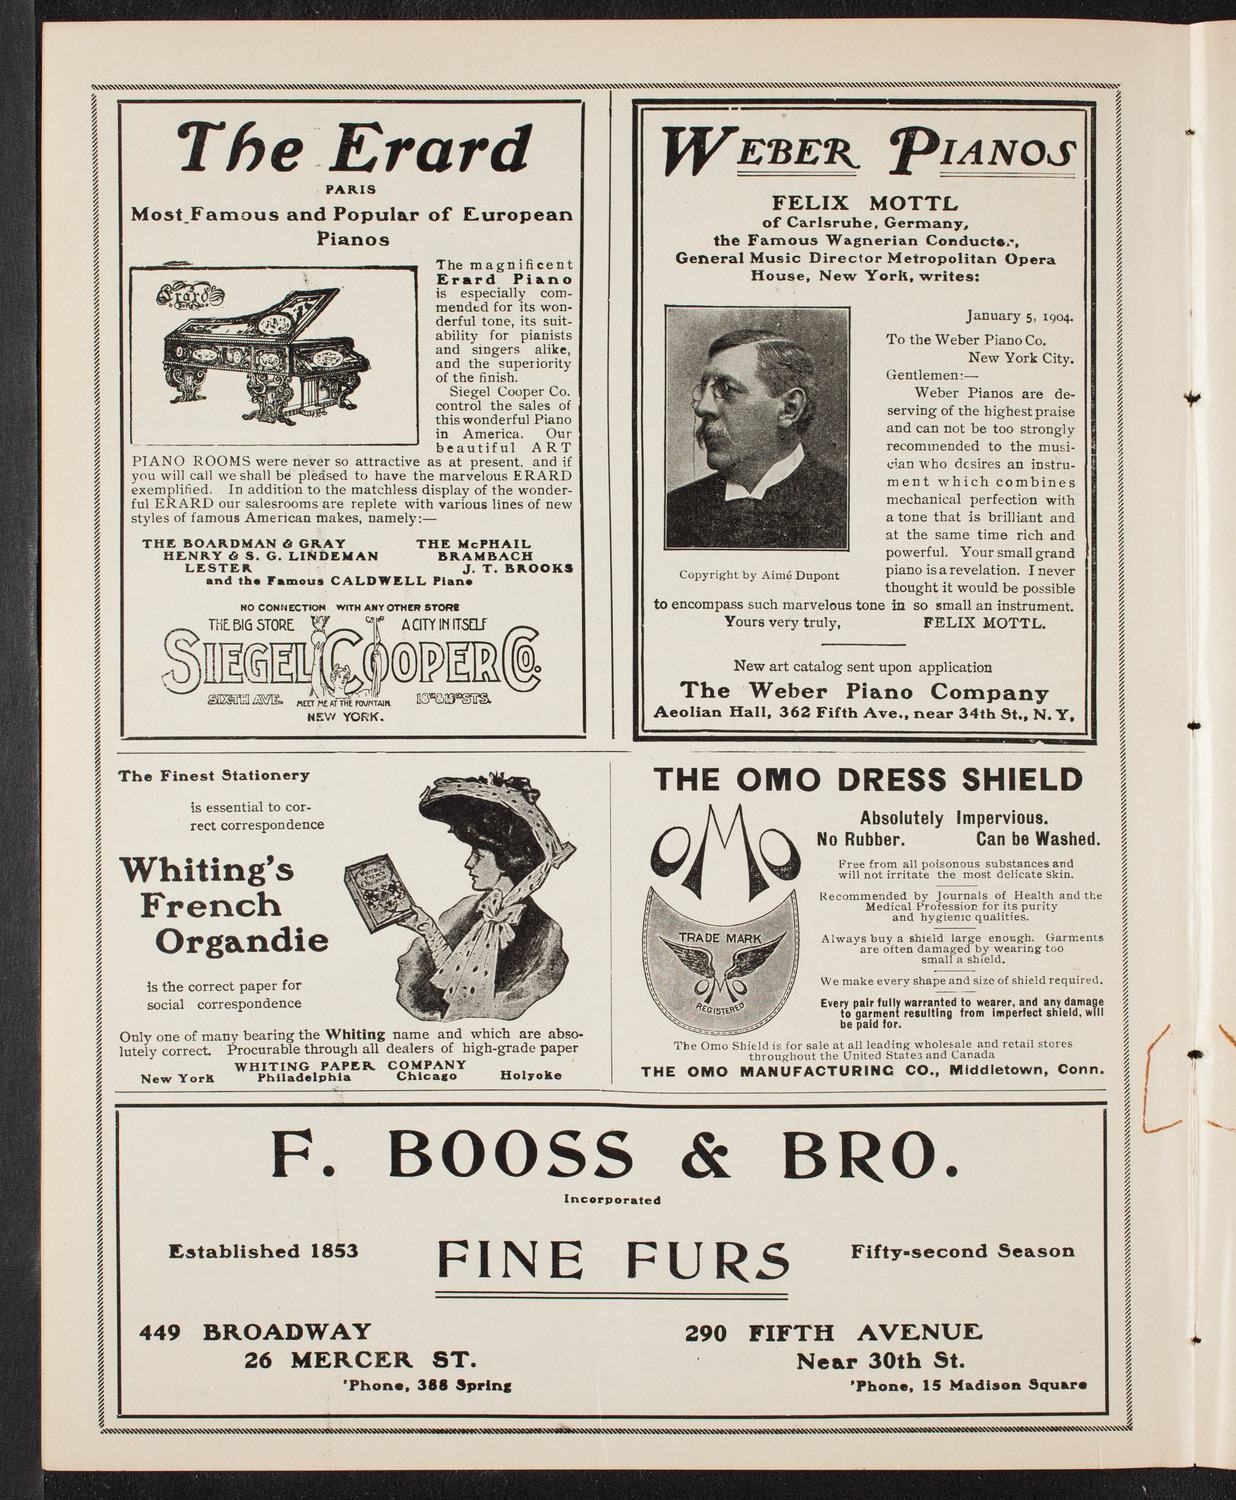 The Erard
PARIS
Most Famous and Popular of European
Pianos
Erard
The magnificent
Erard Piano
is especially com-
mended for its won-
derful tone, its suit-
ability for pianists
and singers alike,
and the superiority
of the finish.
Siegel Cooper Co.
control the sales of
this wonderful Piano
in America. Our
beautiful ART
PIANO ROOMS were never so attractive as at present, and if
you will call we shall be pleased to have the marvelous ERARD
exemplified. In addition to the matchless display of the wonder-
ful ERARD our salesrooms are replete with various lines of new
styles of famous American makes, namely:—
THE BOARDMAN & GRAY THE McPHAIL
HENRY & S. G. LINDEMAN BRAMBACH
LESTER J. T. BROOKS
and the Famous CALDWELL Piano
NO CONNECTION WITH ANY OTHER STORE
THE BIG STORE A CITY IN ITSELF
SIEGEL COOPER CO.
SIXTH AVE. MEET ME AT THE FOUNTAIN 18TH & 19TH STS.
NEW YORK.
WEBER PIANOS
FELIX MOTTL
of Carlsruhe, Germany,
the Famous Wagnerian Conductor,
General Music Director Metropolitan Opera
House, New York, writes:
January 5, 1904.
To the Weber Piano Co.
New York City.
Gentlemen:—
Weber Pianos are de-
serving of the highest praise
and can not be too strongly
recommended to the musi-
cian who desires an instru-
ment which combines
mechanical perfection with
a tone that is brilliant and
at the same time rich and
powerful. Your small grand
piano is a revelation. I never
thought it would be possible
to encompass such marvelous tone in so small an instrument.
Yours very truly, FELIX MOTTL.
Copyright by Aimé Dupont
New art catalog sent upon application
The Weber Piano Company
Aeolian Hall, 362 Fifth Ave., near 34th St., N. Y.
The Finest Stationery
is essential to cor-
rect correspondence
Whiting's
French
Organdie
WHITING'S
FRENCH
ORGANDIE
is the correct paper for
social correspondence
Only one of many bearing the Whiting name and which are abso-
lutely correct. Procurable through all dealers of high-grade paper
WHITING PAPER COMPANY
New York Philadelphia Chicago Holyoke
THE OMO DRESS SHIELD
OMO
TRADE MARK
OMO
REGISTERED
Absolutely Impervious.
No Rubber. Can be Washed.
Free from all poisonous substances and
will not irritate the most delicate skin.
Recommended by Journals of Health and the
Medical Profession for its purity
and hygienic qualities.
Always buy a shield large enough. Garments
are often damaged by wearing too
small a shield.
We make every shape and size of shield required.
Every pair fully warranted to wearer, and any damage
to garment resulting from imperfect shield, will
be paid for.
The Omo Shield is for sale at all leading wholesale and retail stores
throughout the United States and Canada
THE OMO MANUFACTURING CO., Middletown, Conn.
F. BOOSS & BRO.
Incorporated
Established 1853 FINE FURS Fifty-second Season
449 BROADWAY 290 FIFTH AVENUE
26 MERCER ST. Near 30th St.
'Phone, 388 Spring 'Phone, 15 Madison Square